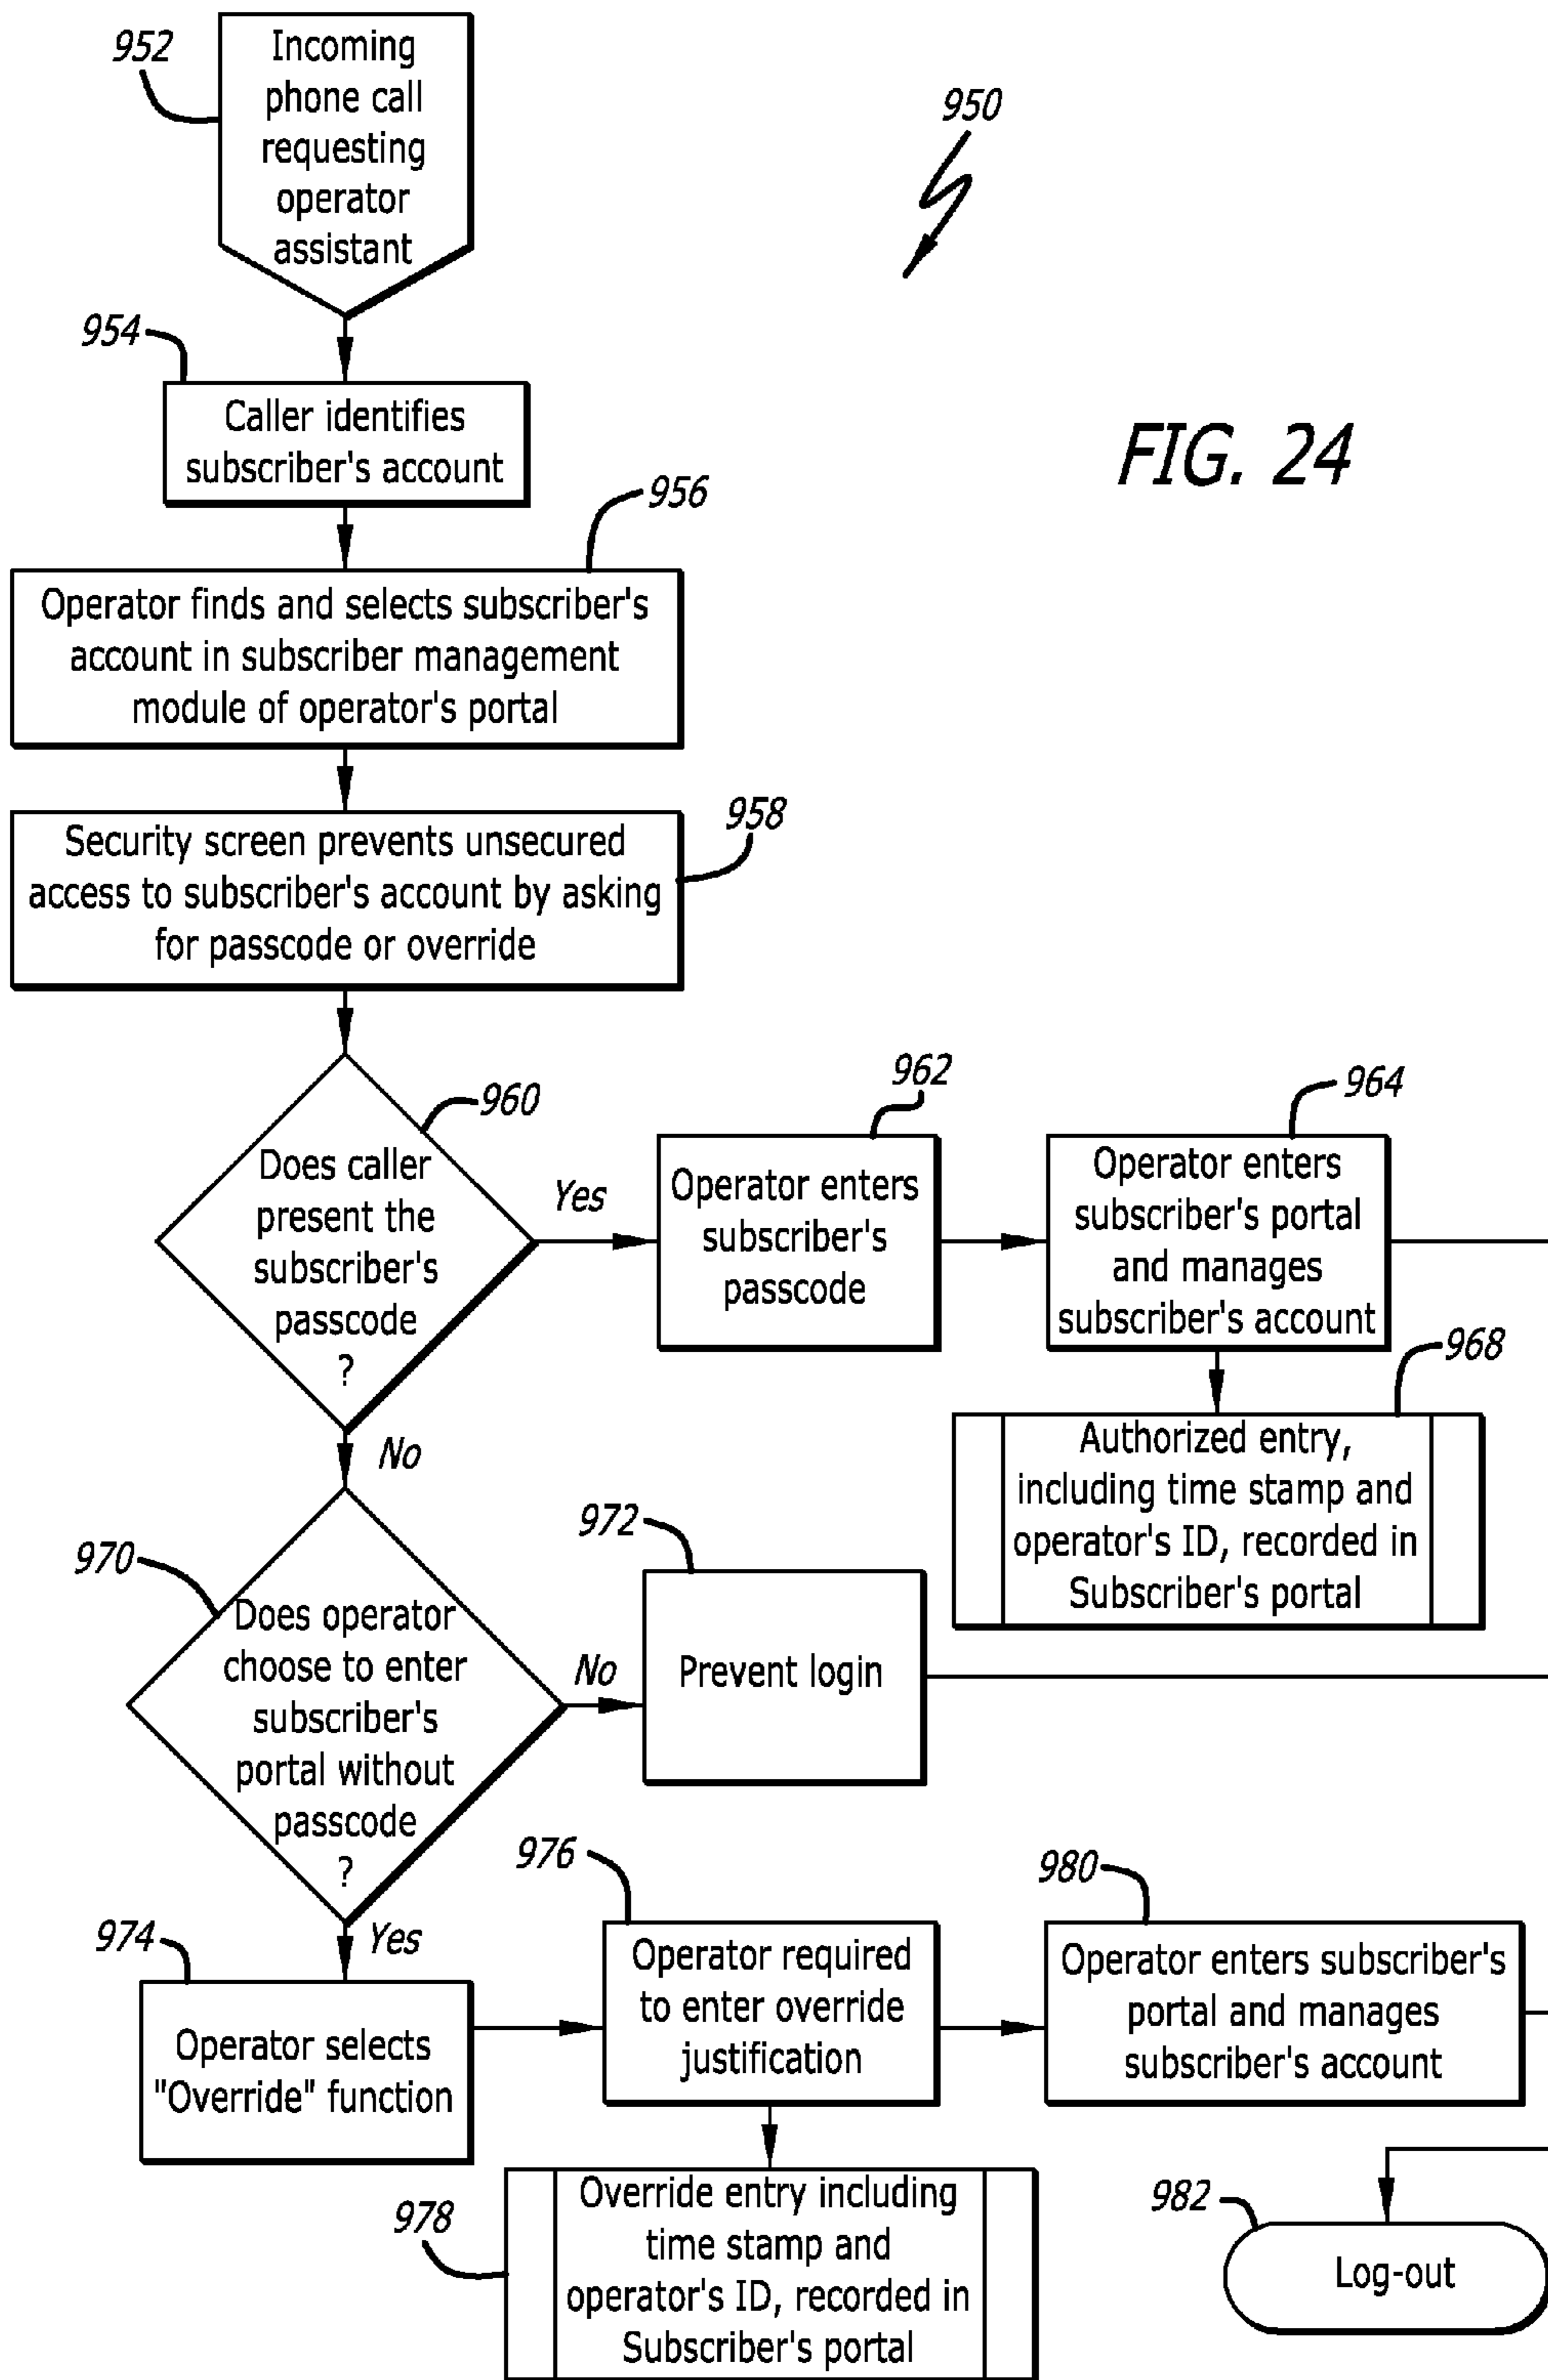 952
Incoming
phone call
requesting
operator
assistant
950
954
Caller identifies
subscriber's account
FIG. 24
956
Operator finds and selects subscriber's
account in subscriber management
module of operator's portal
958
Security screen prevents unsecured
access to subscriber's account by asking
for passcode or override
960
Does caller
present the
subscriber's
passcode
?
Yes
962
Operator enters
subscriber's
passcode
964
Operator enters
subscriber's portal
and manages
subscriber's account
968
Authorized entry,
including time stamp and
operator's ID, recorded in
Subscriber's portal
No
970
Does operator
choose to enter
subscriber's
portal without
passcode
?
No
972
Prevent login
Yes
974
Operator selects
"Override" function
976
Operator required
to enter override
justification
980
Operator enters subscriber's
portal and manages
subscriber's account
978
Override entry including
time stamp and
operator's ID, recorded in
Subscriber's portal
982
Log-out